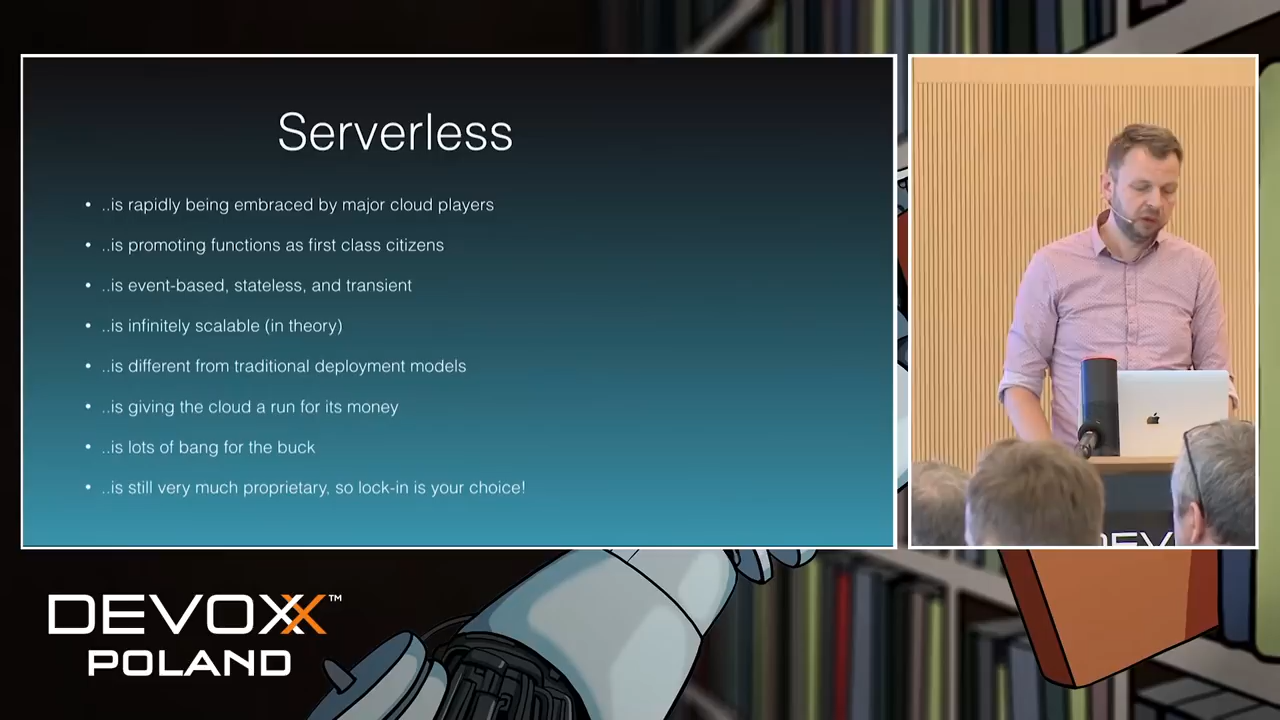 Serverless
• ..is rapidly being embraced by major cloud players
• ..is promoting functions as first class citizens
• ..is event-based, stateless, and transient
• ..is infinitely scalable (in theory)
• ..is different from traditional deployment models
• ..is giving the cloud a run for its money
• ..is lots of bang for the buck
• ..is still very much proprietary, so lock-in is your choice!
DEV
DEVOXX™
POLAND